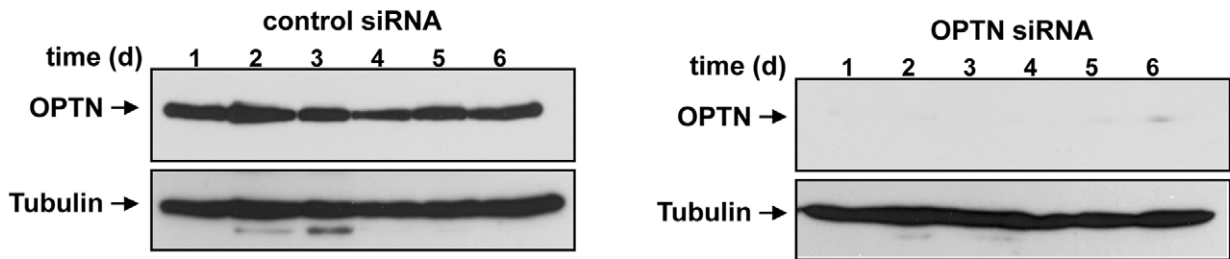 control siRNA
time (d) 1 2 3 4 5 6
OPTN →
Tubulin →
OPTN siRNA
time (d) 1 2 3 4 5 6
OPTN →
Tubulin →